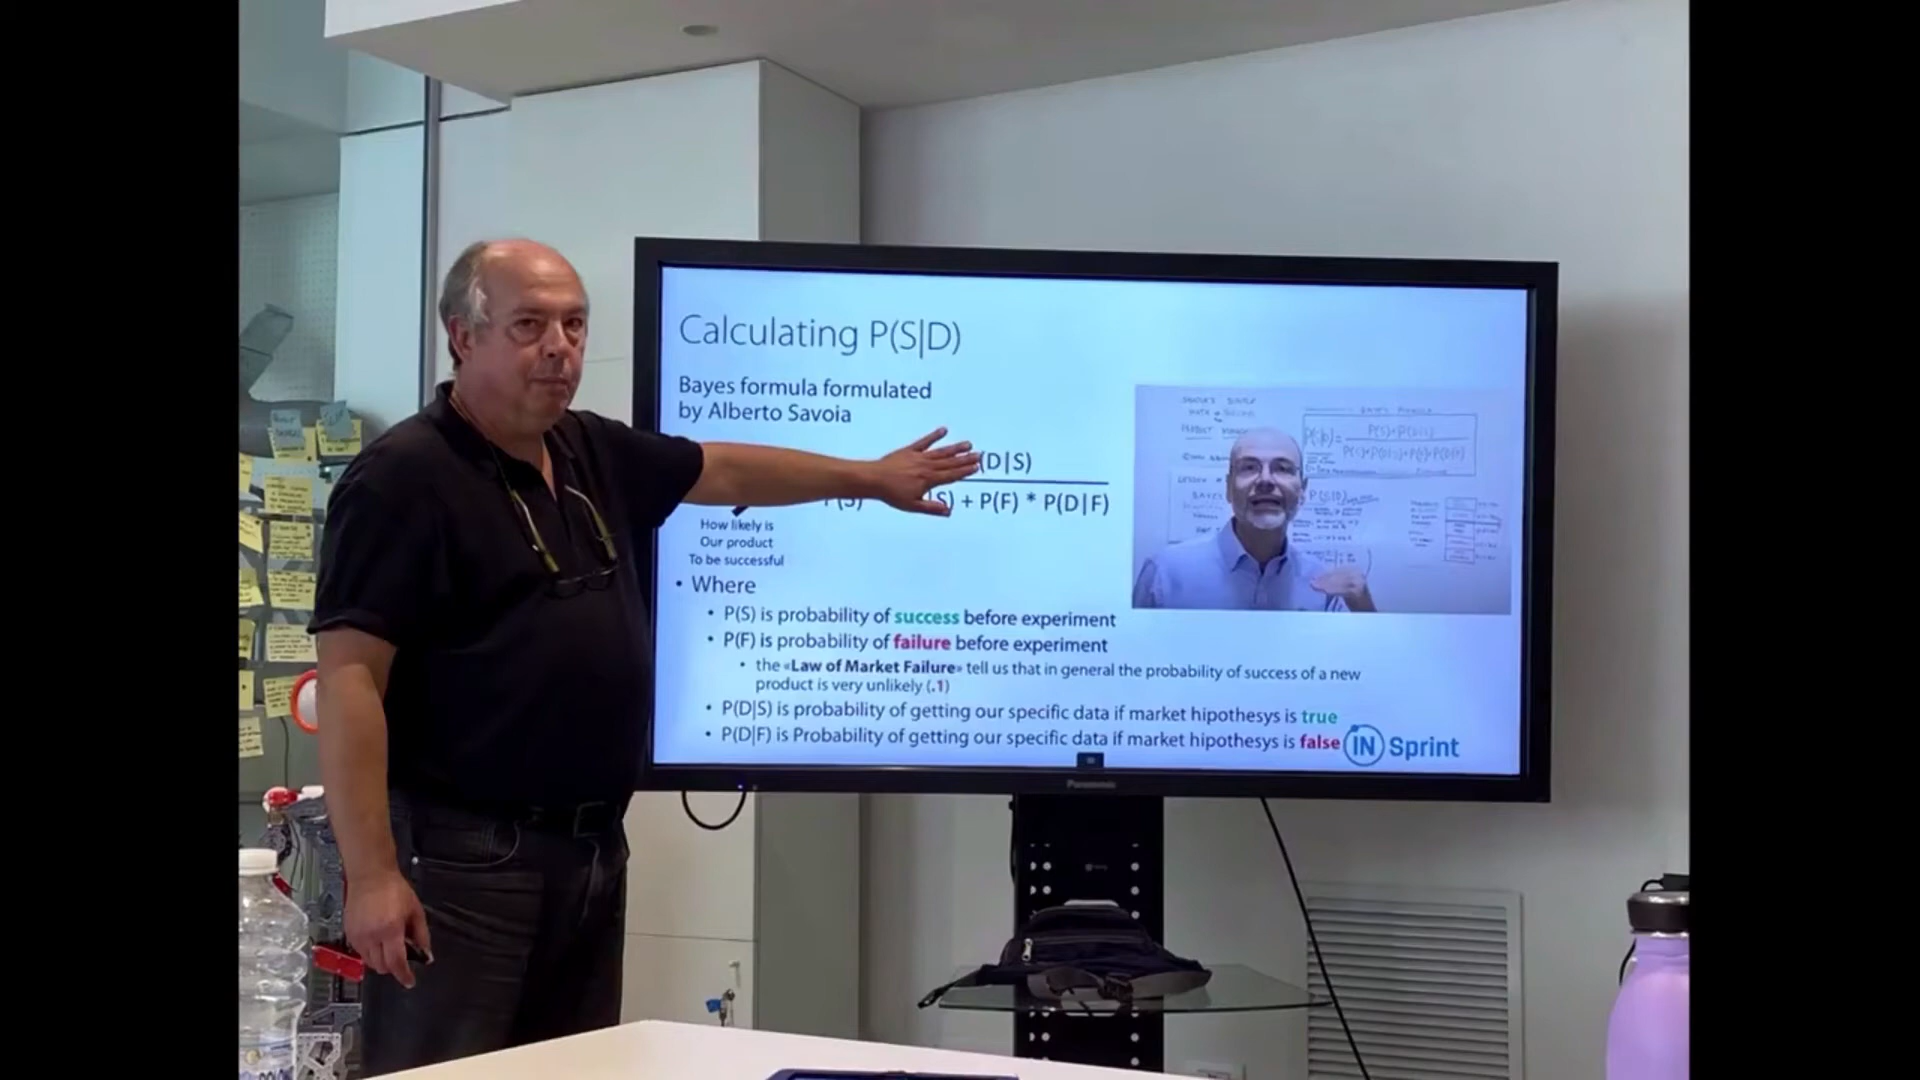 Calculating P(S|D)
Bayes formula formulated
by Alberto Savoia
(D|S)
P(S) |S) + P(F) * P(D|F)
How likely is
Our product
To be successful
• Where
• P(S) is probability of success before experiment
• P(F) is probability of failure before experiment
• the «Law of Market Failure» tell us that in general the probability of success of a new
product is very unlikely (.1)
• P(D|S) is probability of getting our specific data if market hipothesys is true
• P(D|F) is Probability of getting our specific data if market hipothesys is false
IN Sprint
Panasonic